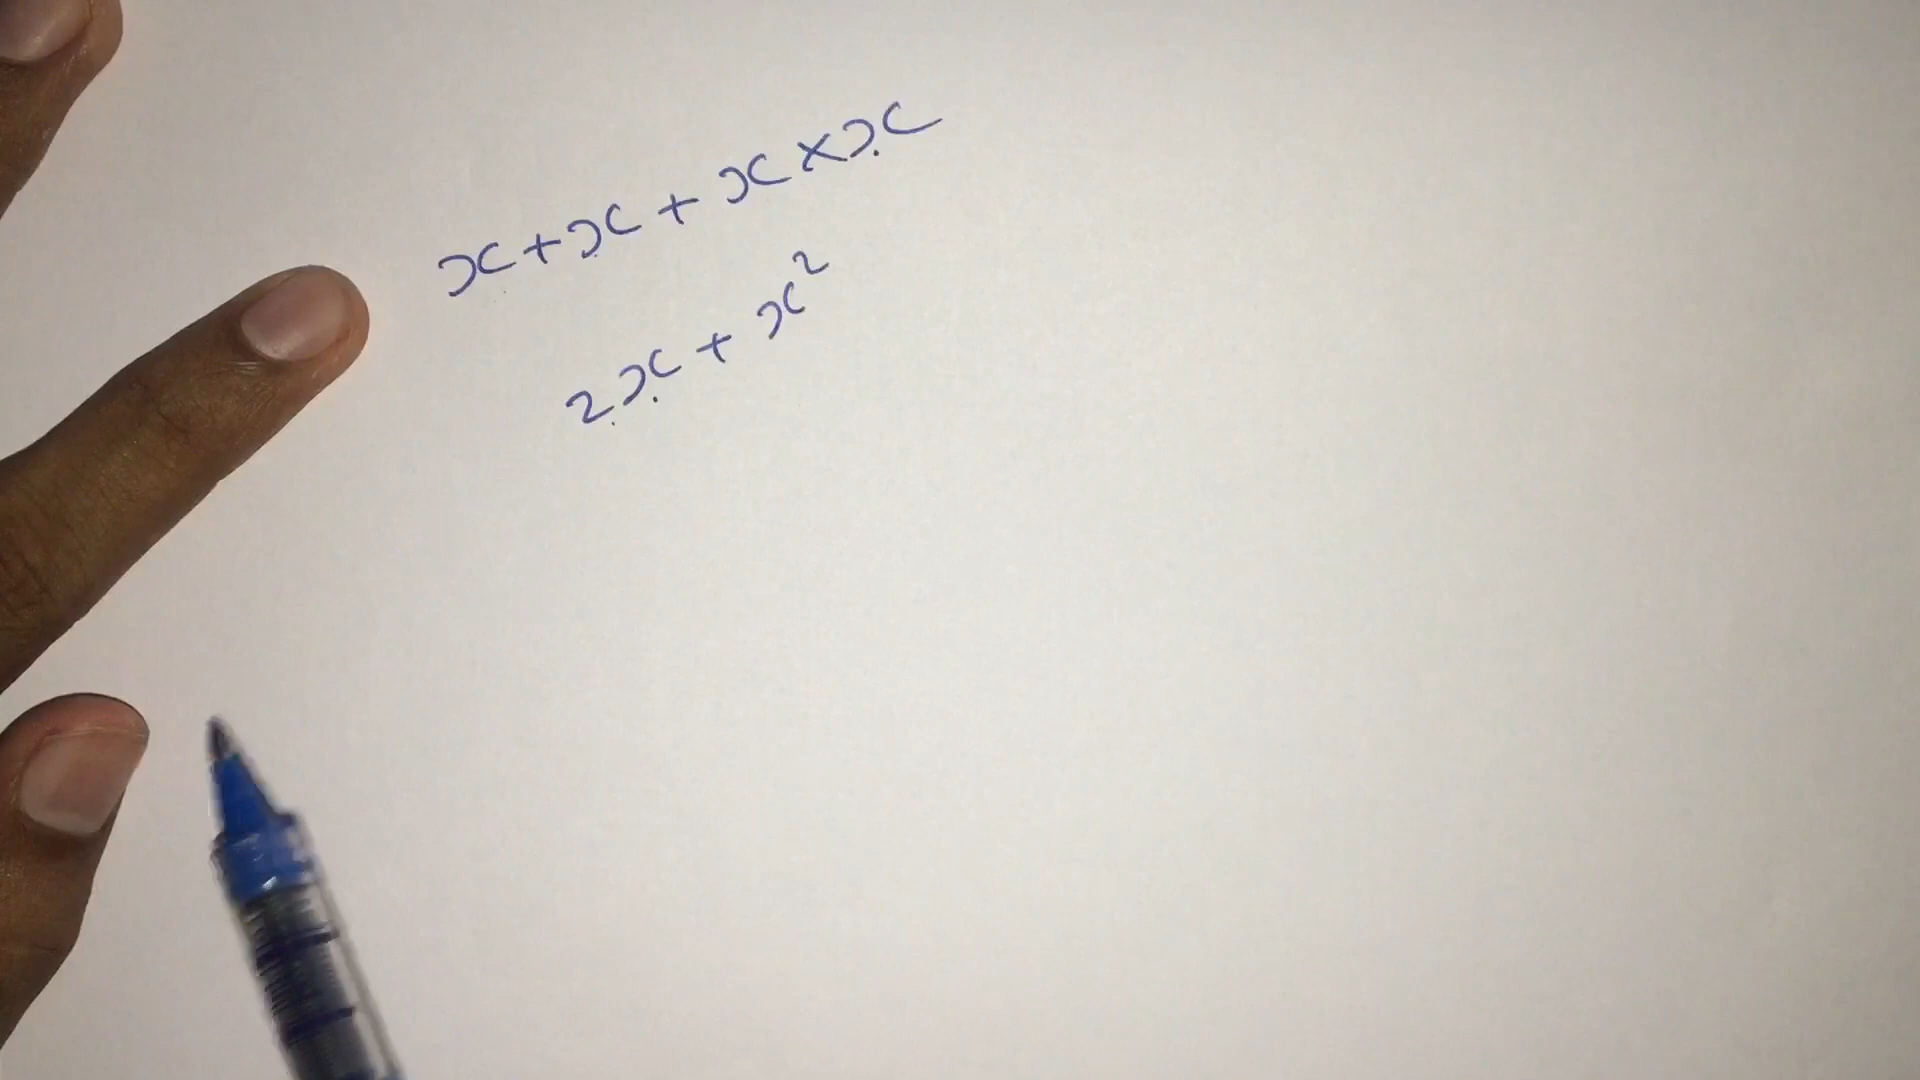 x + x + x × x
2x + x²